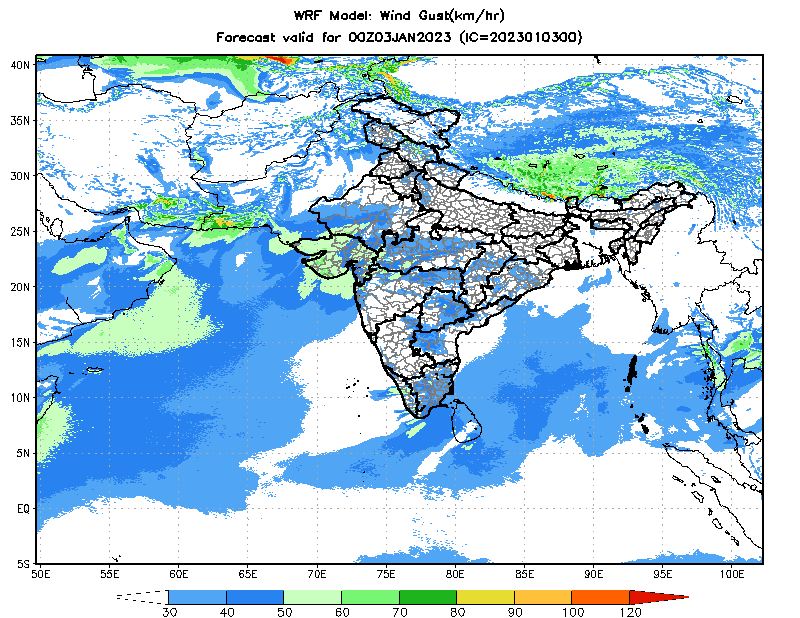 WRF Model: Wind Gust(km/hr)
Forecast valid for 00Z03JAN2023 (IC=2023010300)
40N
35N
30N
25N
20N
15N
10N
5N
EQ
5S
50E 55E 60E 65E 70E 75E 80E 85E 90E 95E 100E
30 40 50 60 70 80 90 100 120